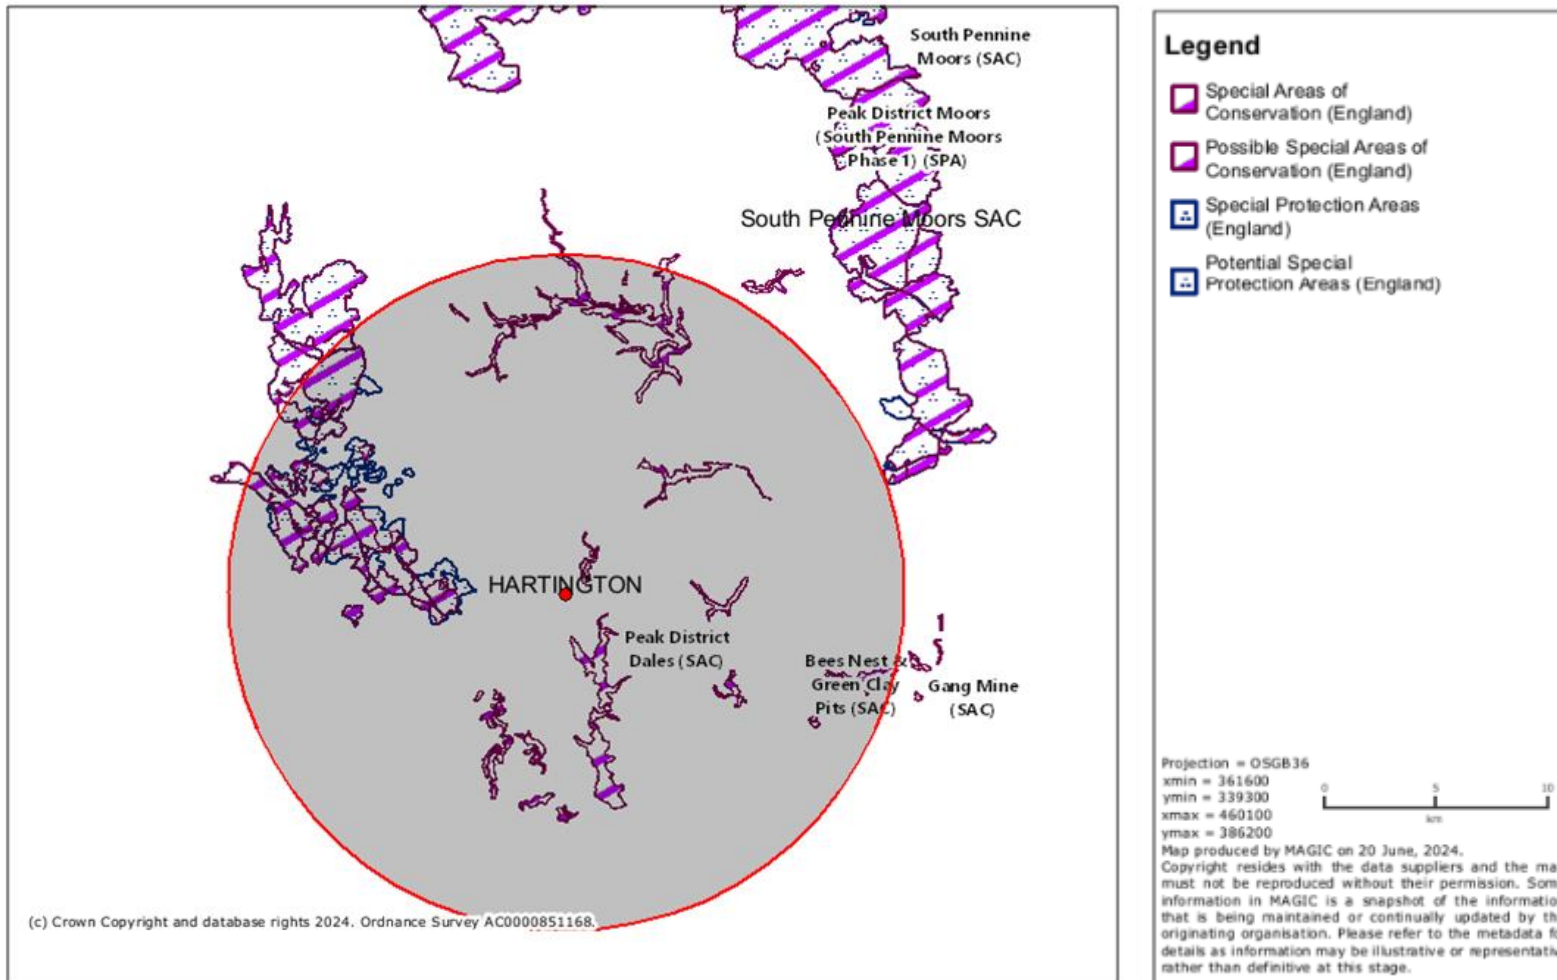 South Pennine
Moors (SAC)
Peak District Moors
(South Pennine Moors
Phase 1) (SPA)
South Pennine Moors SAC
HARTINGTON
Peak District
Dales (SAC)
Bees Nest &
Green Clay
Pits (SAC)
Gang Mine
(SAC)
(c) Crown Copyright and database rights 2024. Ordnance Survey AC0000851168.
Legend
Special Areas of
Conservation (England)
Possible Special Areas of
Conservation (England)
Special Protection Areas
(England)
Potential Special
Protection Areas (England)
Projection = OSGB36
xmin = 361600
ymin = 339300
xmax = 460100
ymax = 386200
0 5 10
km
Map produced by MAGIC on 20 June, 2024.
Copyright resides with the data suppliers and the ma
must not be reproduced without their permission. Som
information in MAGIC is a snapshot of the informatio
that is being maintained or continually updated by th
originating organisation. Please refer to the metadata fo
details as information may be illustrative or representativ
rather than definitive at this stage.